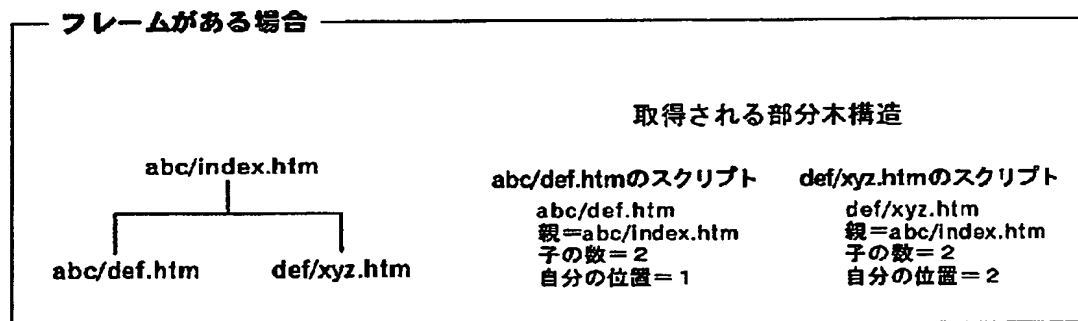 フレームがある場合
取得される部分木構造
abc/index.htm
abc/def.htm
def/xyz.htm
abc/def.htmのスクリプト
abc/def.htm
親=abc/index.htm
子の数=2
自分の位置=1
def/xyz.htmのスクリプト
def/xyz.htm
親=abc/index.htm
子の数=2
自分の位置=2